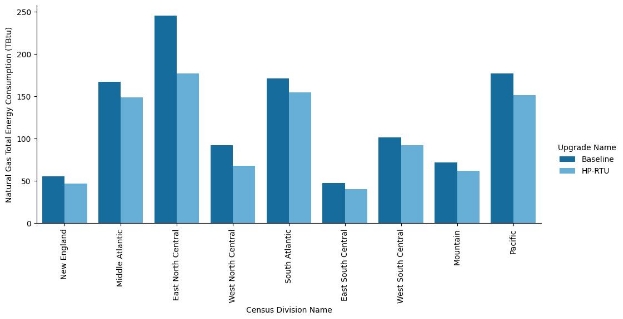 Natural Gas Total Energy Consumption (TBtu)
250
200
150
100
50
0
New England
Middle Atlantic
East North Central
West North Central
South Atlantic
East South Central
West South Central
Mountain
Pacific
Census Division Name
Upgrade Name
Baseline
HP-RTU